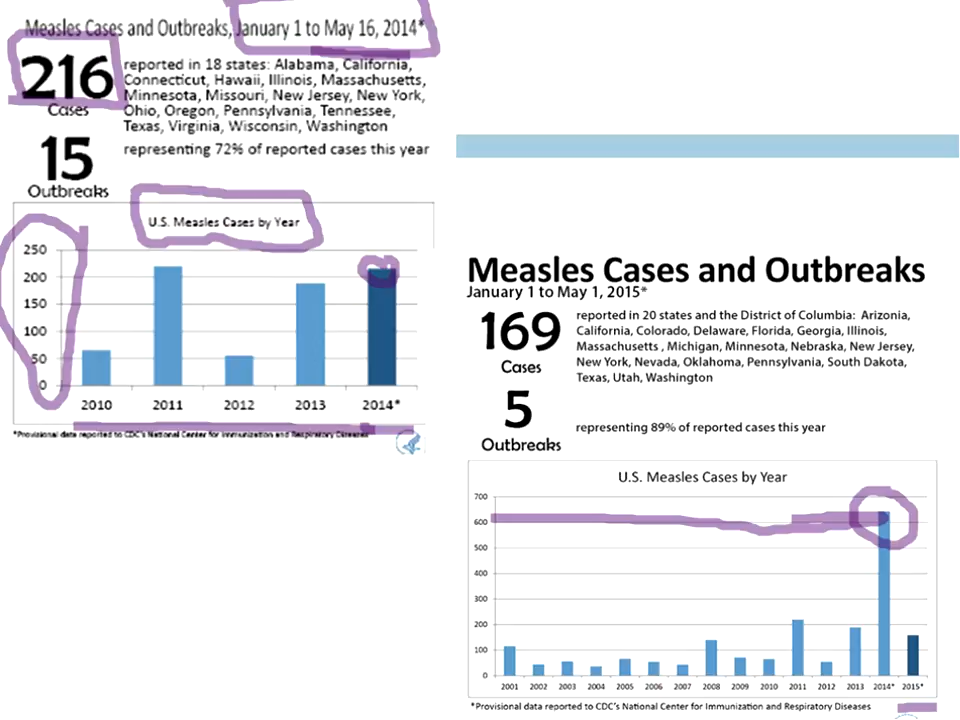 Measles Cases and Outbreaks, January 1 to May 16, 2014*
216
Cases
reported in 18 states: Alabama, California,
Connecticut, Hawaii, Illinois, Massachusetts,
Minnesota, Missouri, New Jersey, New York,
Ohio, Oregon, Pennsylvania, Tennessee,
Texas, Virginia, Wisconsin, Washington
15
Outbreaks
representing 72% of reported cases this year
U.S. Measles Cases by Year
250
200
150
100
50
0
2010 2011 2012 2013 2014*
*Provisional data reported to CDC's National Center for Immunization and Respiratory Diseases
Measles Cases and Outbreaks
January 1 to May 1, 2015*
169
Cases
reported in 20 states and the District of Columbia: Arizonia,
California, Colorado, Delaware, Florida, Georgia, Illinois,
Massachusetts , Michigan, Minnesota, Nebraska, New Jersey,
New York, Nevada, Oklahoma, Pennsylvania, South Dakota,
Texas, Utah, Washington
5
Outbreaks
representing 89% of reported cases this year
U.S. Measles Cases by Year
700
600
500
400
300
200
100
0
2001 2002 2003 2004 2005 2006 2007 2008 2009 2010 2011 2012 2013 2014* 2015*
*Provisional data reported to CDC's National Center for Immunization and Respiratory Diseases